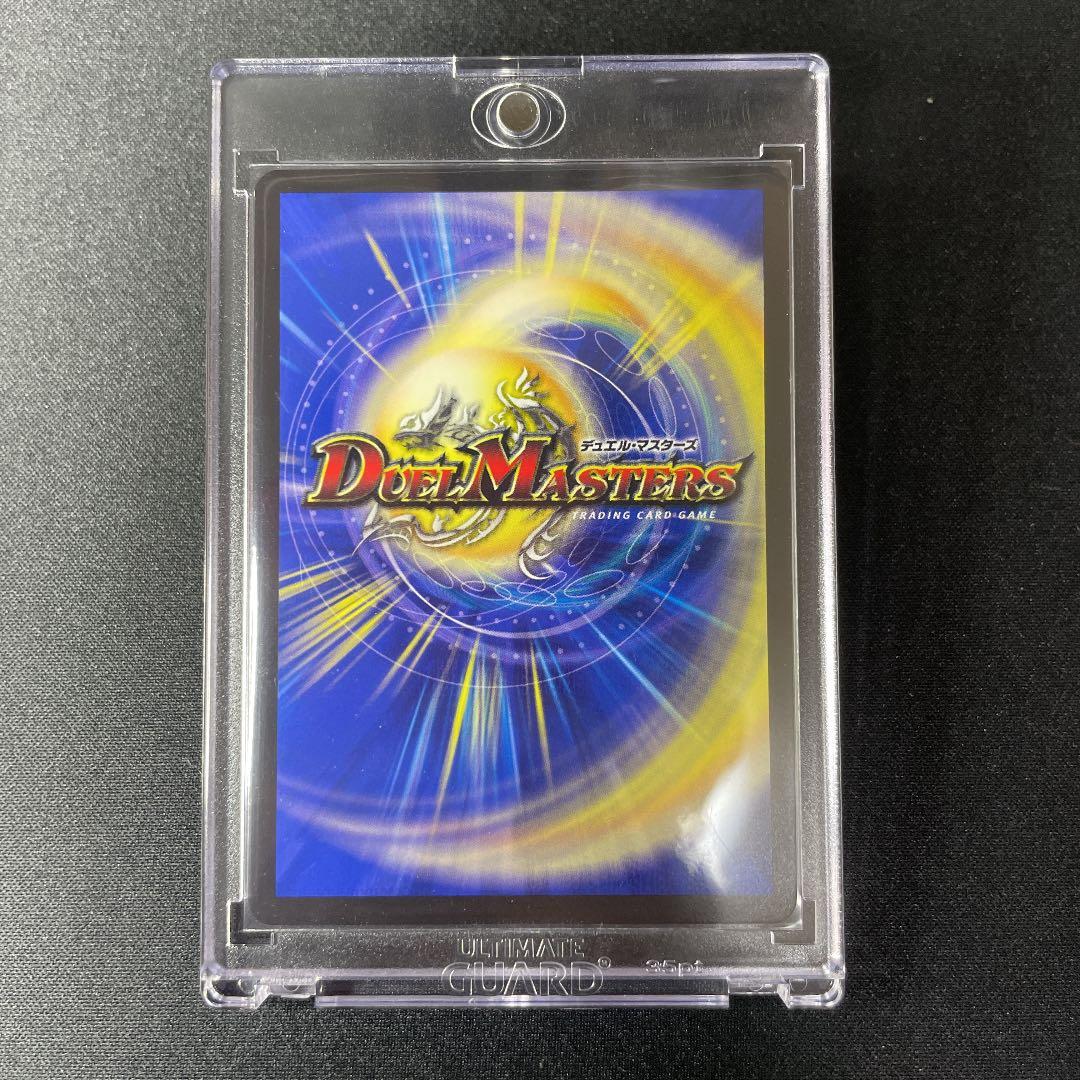 デュエル・マスターズ
DUEL MASTERS
TRADING CARD GAME
ULTIMATE
GUARD®
35pt